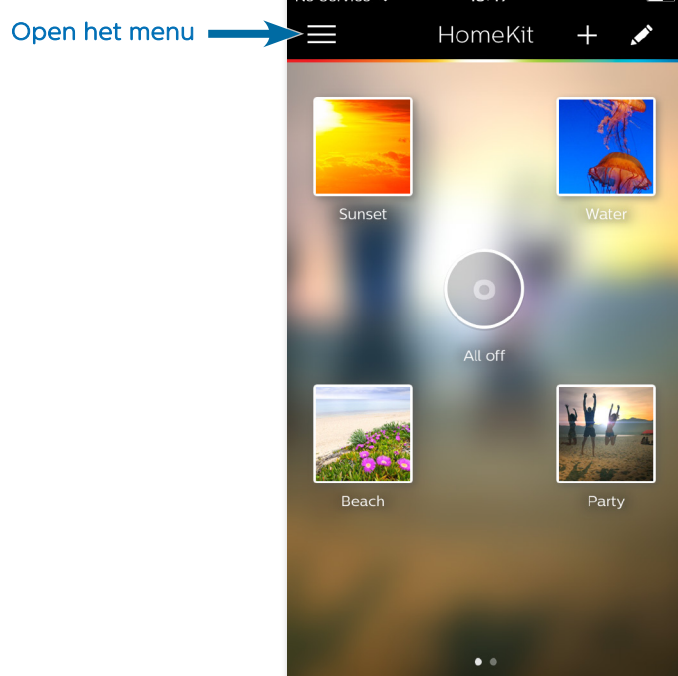 Open het menu
HomeKit
Sunset
Water
All off
Beach
Party